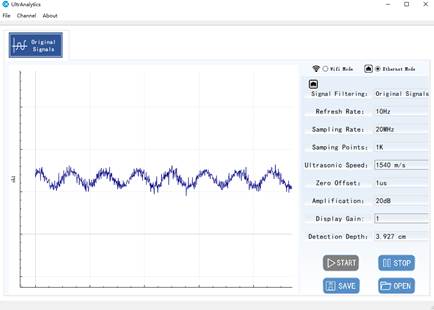 UltrAnalytics
File Channel About
Original Signals
Wifi Mode Ethernet Mode
Signal Filtering: Original Signals
Refresh Rate: 10Hz
Sampling Rate: 20MHz
Samping Points: 1K
Ultrasonic Speed: 1540 m/s
Zero Offset: 1us
Amplification: 20dB
Display Gain: 1
Detection Depth: 3.927 cm
START STOP
SAVE OPEN